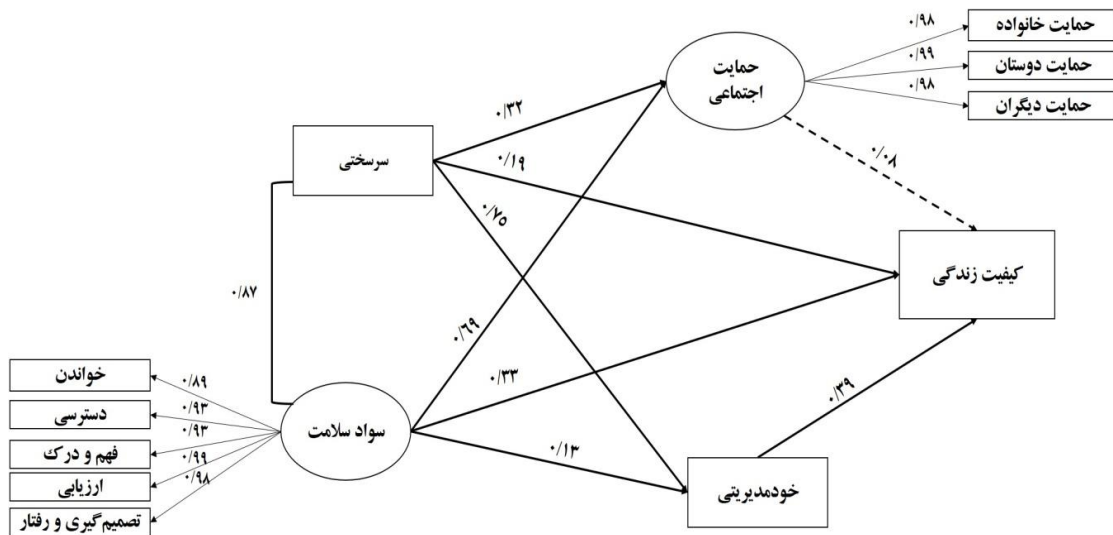 ۰/۹۸
حمایت خانواده
۰/۹۹
حمایت دوستان
۰/۹۸
حمایت دیگران
حمایت
اجتماعی
۰/۳۲
سرسختی
۰/۱۹
۰/۰۸
۰/۷۵
کیفیت زندگی
۰/۸۷
۰/۶۹
۰/۳۳
۰/۳۹
خواندن
۰/۸۹
دسترسی
۰/۹۳
فهم و درک
۰/۹۳
ارزیابی
۰/۹۹
تصمیم‌گیری و رفتار
۰/۹۸
سواد سلامت
۰/۱۳
خودمدیریتی